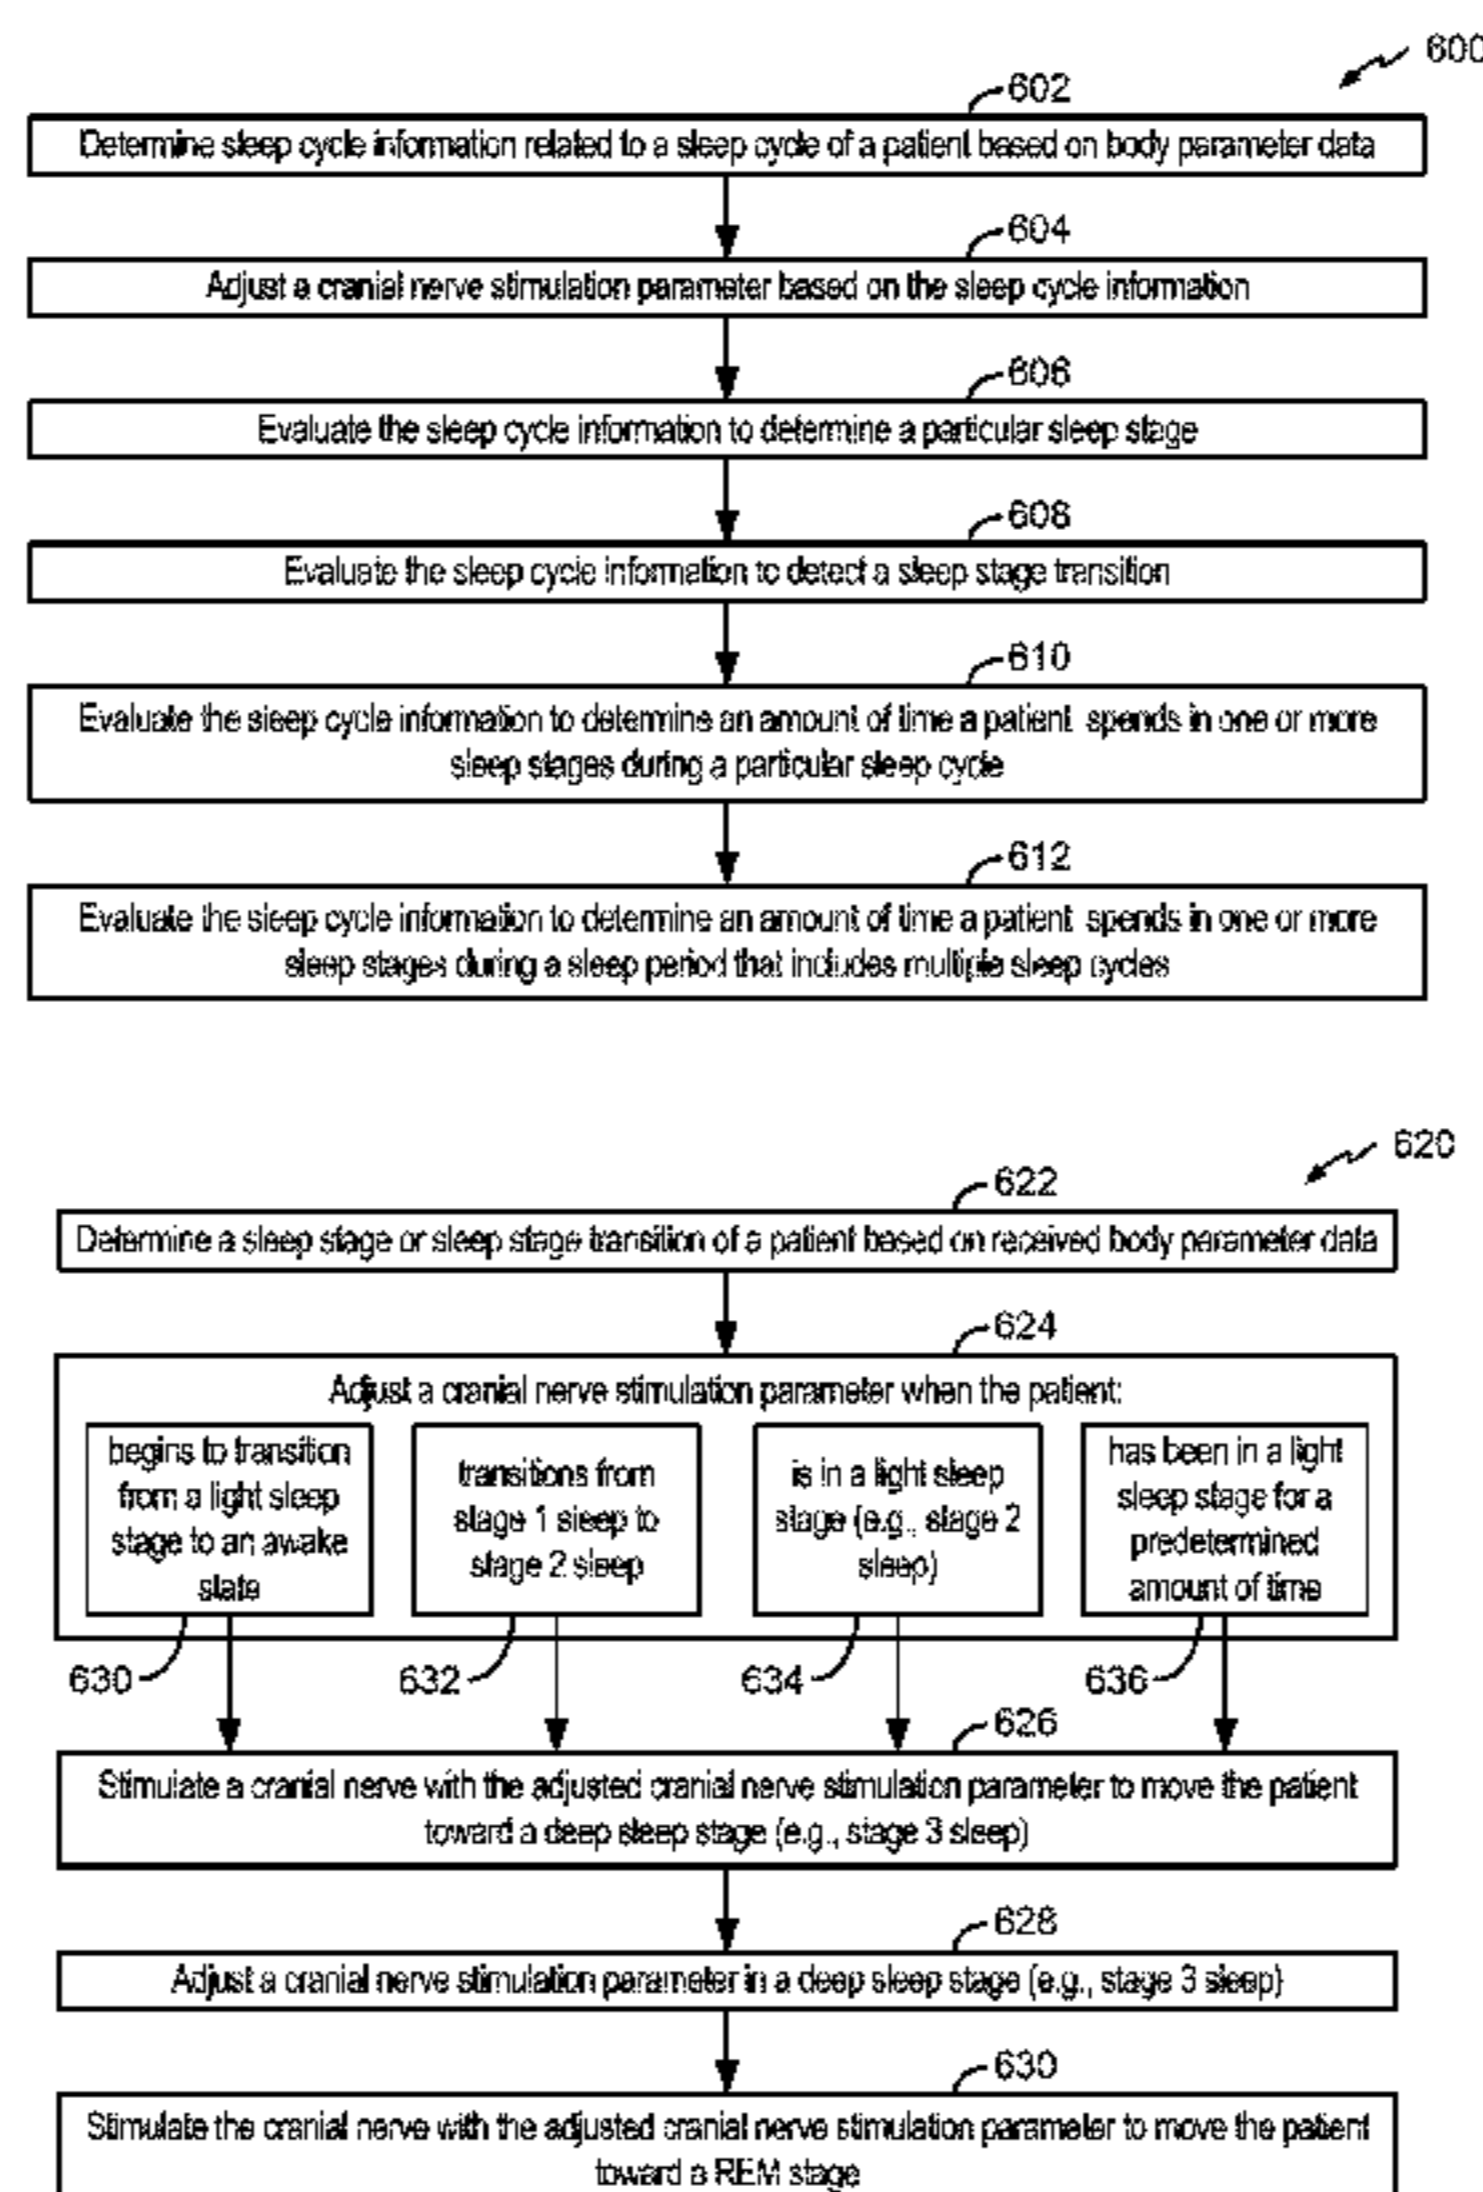 600
602
Determine sleep cycle information related to a sleep cycle of a patient based on body parameter data
604
Adjust a cranial nerve stimulation parameter based on the sleep cycle information
606
Evaluate the sleep cycle information to determine a particular sleep stage
608
Evaluate the sleep cycle information to detect a sleep stage transition
610
Evaluate the sleep cycle information to determine an amount of time a patient spends in one or more
sleep stages during a particular sleep cycle
612
Evaluate the sleep cycle information to determine an amount of time a patient spends in one or more
sleep stages during a sleep period that includes multiple sleep cycles
620
622
Determine a sleep stage or sleep stage transition of a patient based on received body parameter data
624
Adjust a cranial nerve stimulation parameter when the patient:
begins to transition
from a light sleep
stage to an awake
state
transitions from
stage 1 sleep to
stage 2 sleep
is in a light sleep
stage (e.g., stage 2
sleep)
has been in a light
sleep stage for a
predetermined
amount of time
630
632
634
636
626
Stimulate a cranial nerve with the adjusted cranial nerve stimulation parameter to move the patient
toward a deep sleep stage (e.g., stage 3 sleep)
628
Adjust a cranial nerve stimulation parameter in a deep sleep stage (e.g., stage 3 sleep)
630
Stimulate the cranial nerve with the adjusted cranial nerve stimulation parameter to move the patient
toward a REM stage